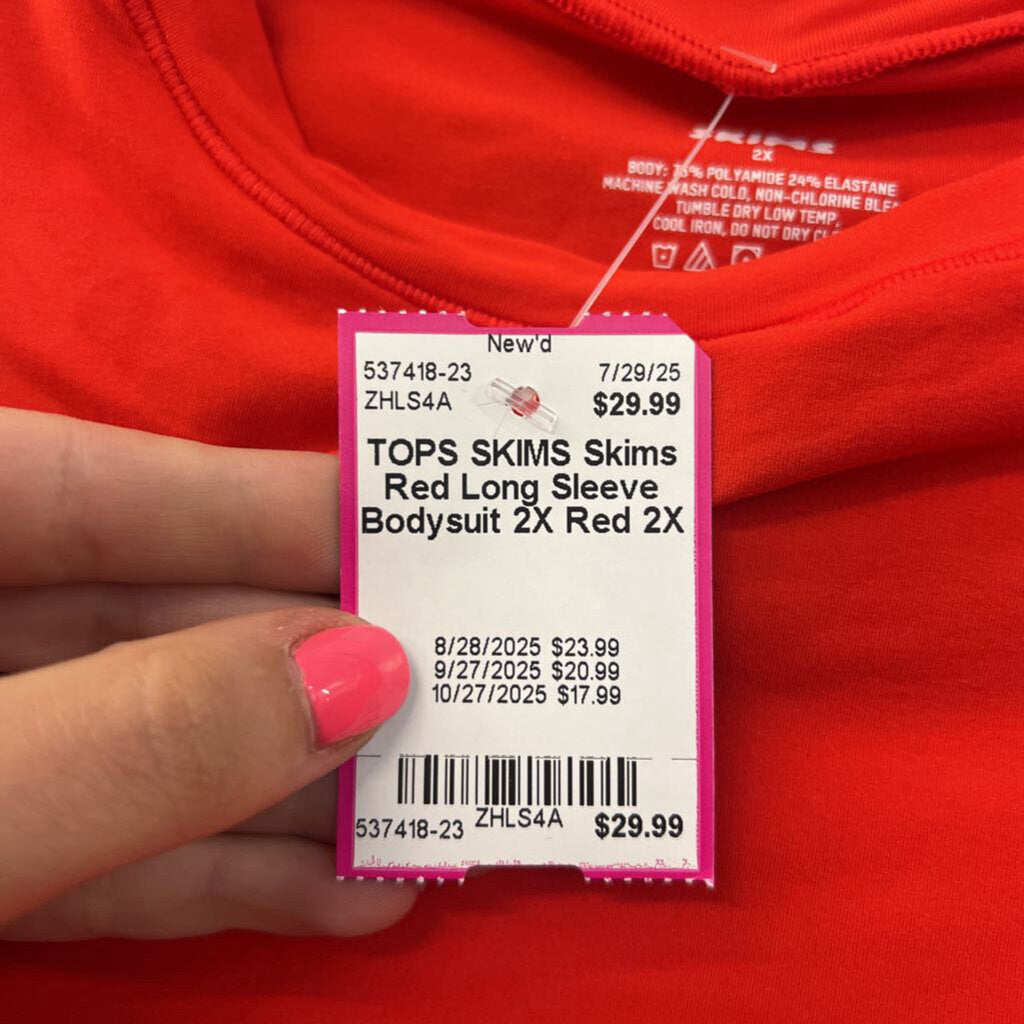 SKIMS
2X
BODY: 76% POLYAMIDE 24% ELASTANE
MACHINE WASH COLD, NON-CHLORINE
TUMBLE DRY LOW TEMP,
COOL IRON, DO NOT DRY
New'd
537418-23 7/29/25
ZHLS4A $29.99
TOPS SKIMS Skims
Red Long Sleeve
Bodysuit 2X Red 2X
8/28/2025 $23.99
9/27/2025 $20.99
10/27/2025 $17.99
537418-23 ZHLS4A $29.99